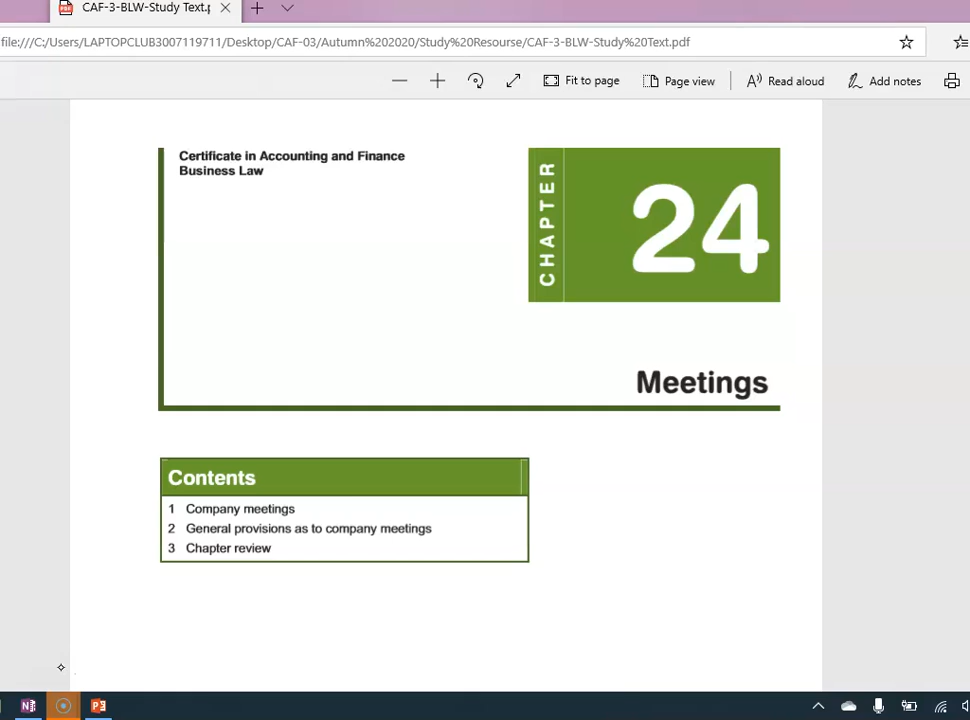 CAF-3-BLW-Study Text.p
file:///C:/Users/LAPTOPCLUB3007119711/Desktop/CAF-03/Autumn%202020/Study%20Resourse/CAF-3-BLW-Study%20Text.pdf
Fit to page
Page view
Read aloud
Add notes
Certificate in Accounting and Finance
Business Law
CHAPTER
24
Meetings
Contents
1 Company meetings
2 General provisions as to company meetings
3 Chapter review